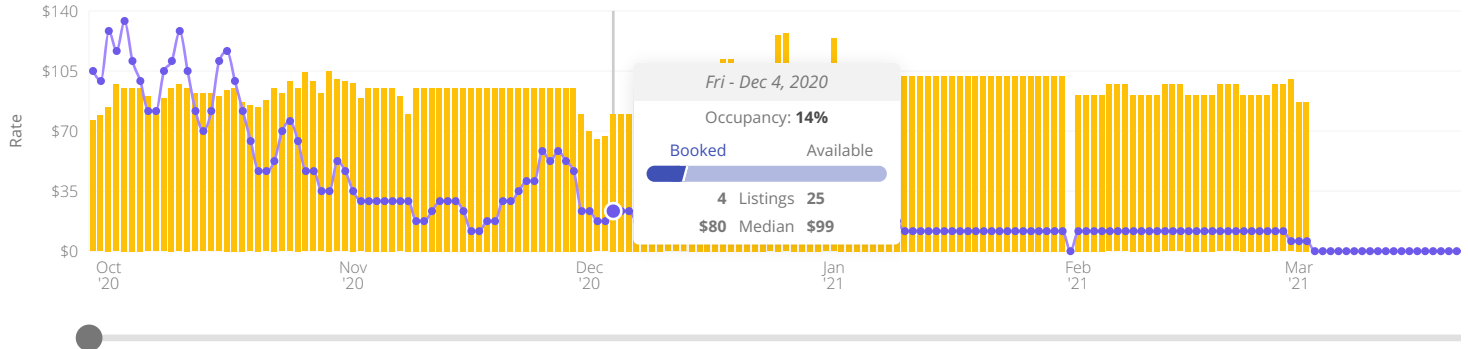 $140
$105
$70
$35
$0
Rate
Fri - Dec 4, 2020
Occupancy: 14%
Booked Available
4 Listings 25
$80 Median $99
Oct '20
Nov '20
Dec '20
Jan '21
Feb '21
Mar '21